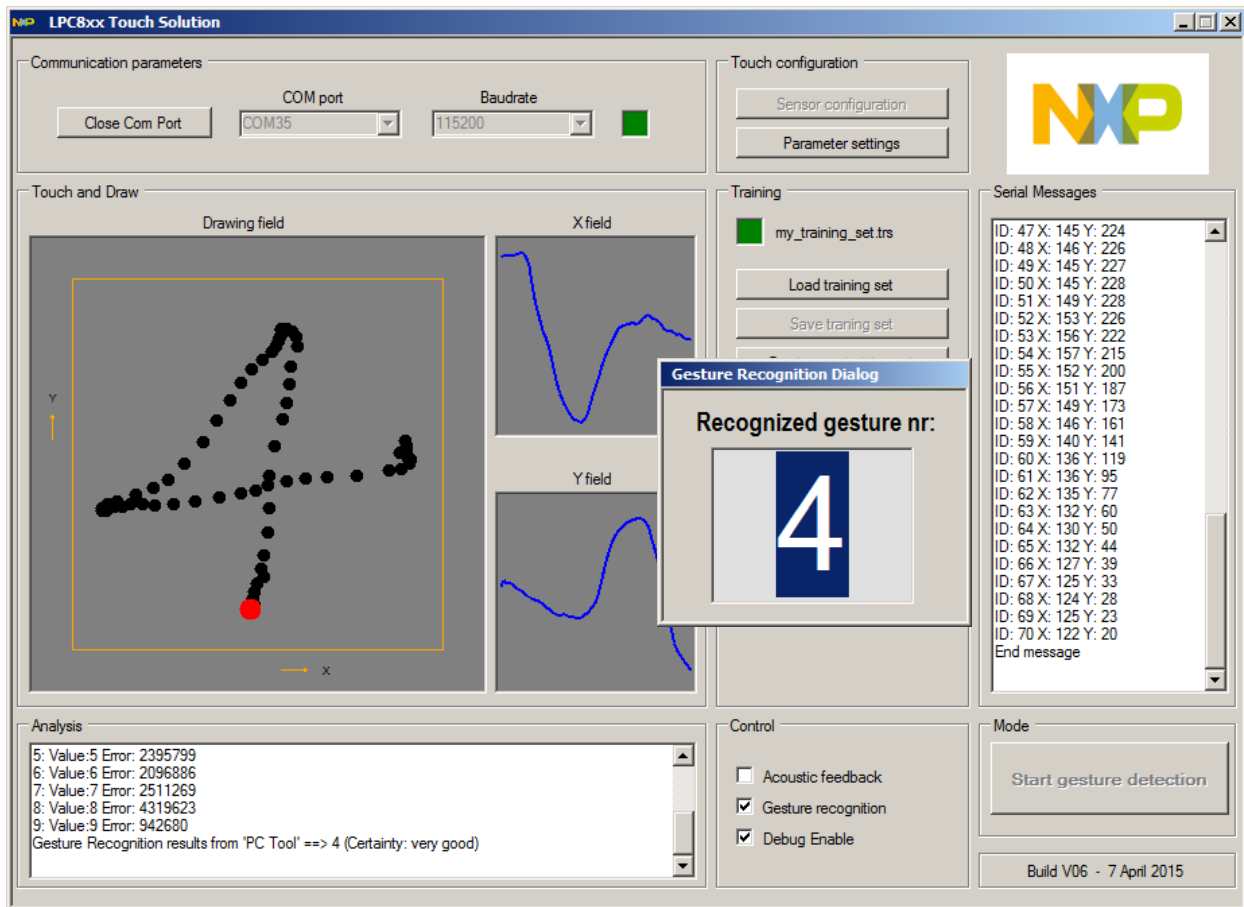 NXP LPC8xx Touch Solution
Communication parameters
COM port
Baudrate
Close Com Port
COM35
115200
Touch configuration
Sensor configuration
Parameter settings
NXP
Touch and Draw
Drawing field
X field
Y
X
Y field
Training
my_training_set.trs
Load training set
Save traning set
Gesture Recognition Dialog
Recognized gesture nr:
4
Serial Messages
ID: 47 X: 145 Y: 224
ID: 48 X: 146 Y: 226
ID: 49 X: 145 Y: 227
ID: 50 X: 145 Y: 228
ID: 51 X: 149 Y: 228
ID: 52 X: 153 Y: 226
ID: 53 X: 156 Y: 222
ID: 54 X: 157 Y: 215
ID: 55 X: 152 Y: 200
ID: 56 X: 151 Y: 187
ID: 57 X: 149 Y: 173
ID: 58 X: 146 Y: 161
ID: 59 X: 140 Y: 141
ID: 60 X: 136 Y: 119
ID: 61 X: 136 Y: 95
ID: 62 X: 135 Y: 77
ID: 63 X: 132 Y: 60
ID: 64 X: 130 Y: 50
ID: 65 X: 132 Y: 44
ID: 66 X: 127 Y: 39
ID: 67 X: 125 Y: 33
ID: 68 X: 124 Y: 28
ID: 69 X: 125 Y: 23
ID: 70 X: 122 Y: 20
End message
Analysis
5: Value:5 Error: 2395799
6: Value:6 Error: 2096886
7: Value:7 Error: 2511269
8: Value:8 Error: 4319623
9: Value:9 Error: 942680
Gesture Recognition results from 'PC Tool' ==> 4 (Certainty: very good)
Control
Acoustic feedback
Gesture recognition
Debug Enable
Mode
Start gesture detection
Build V06 - 7 April 2015